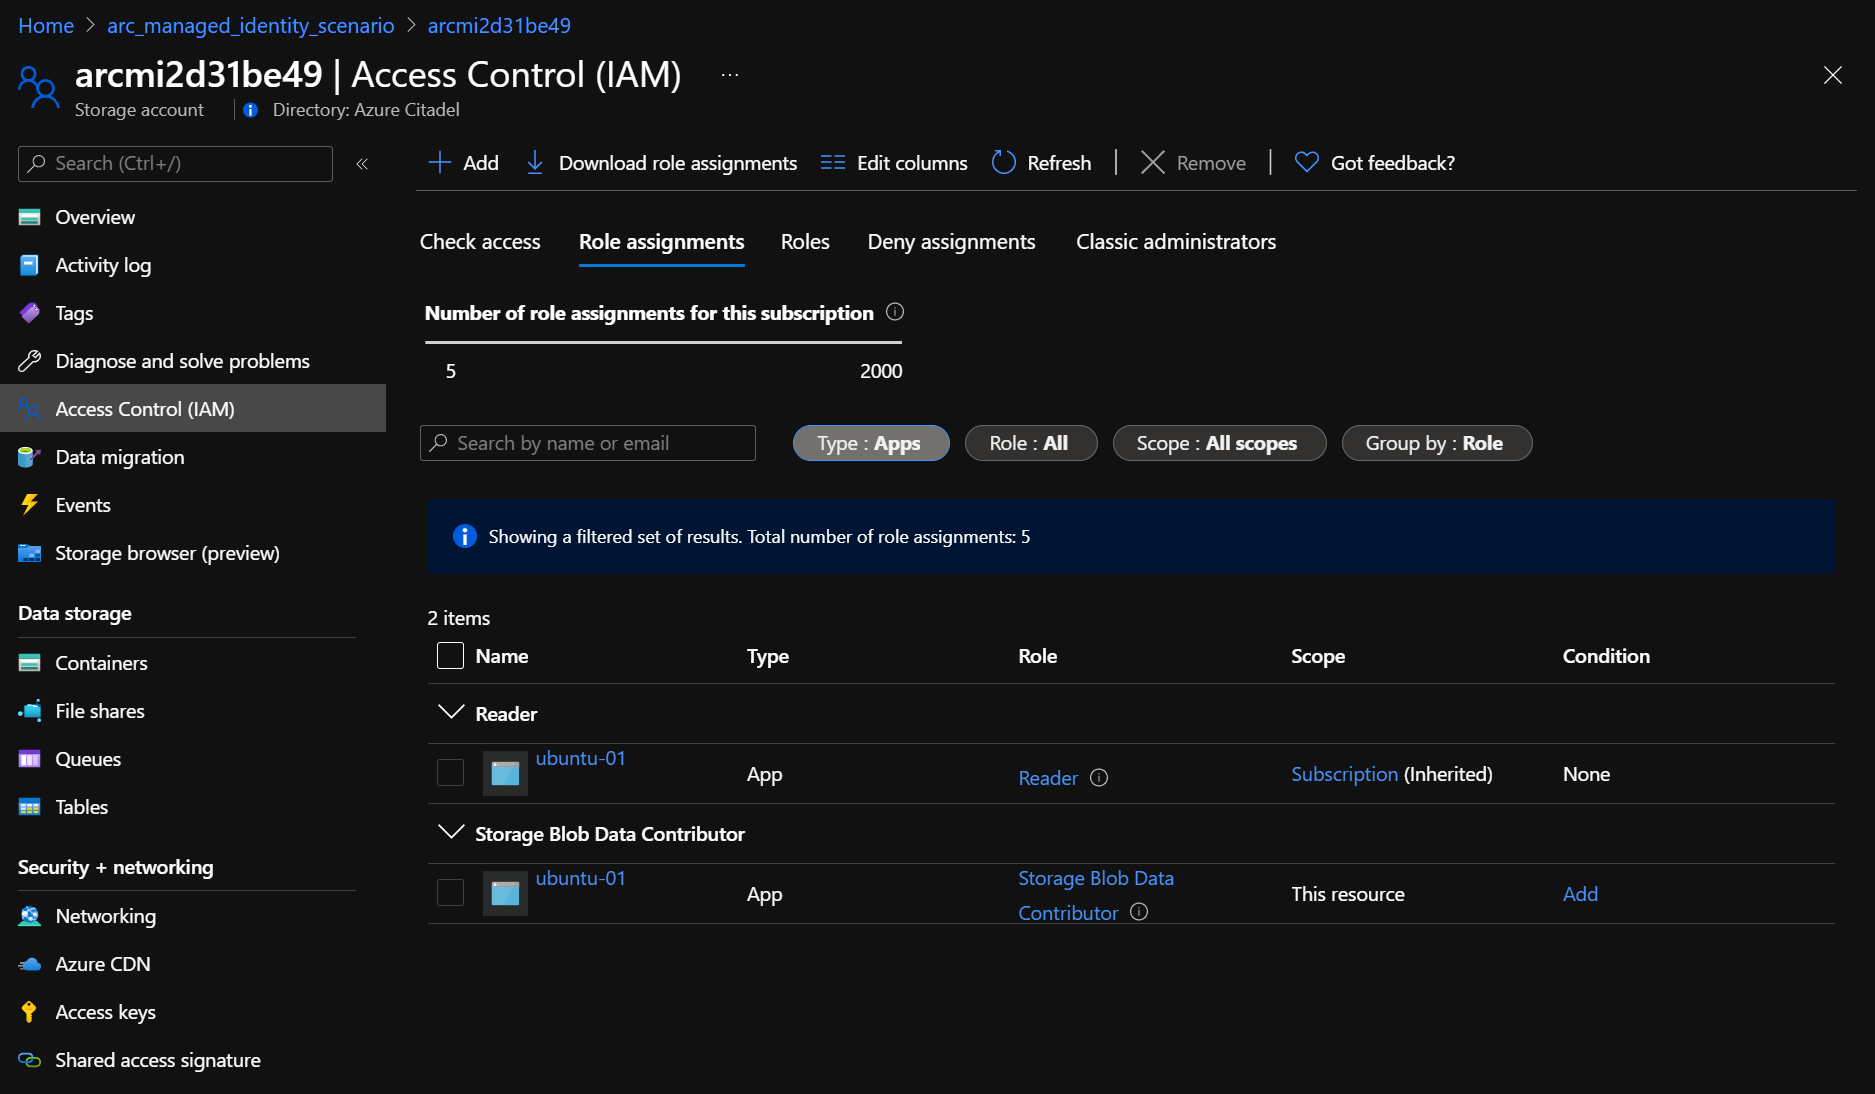 Home > arc_managed_identity_scenario > arcmi2d31be49
arcmi2d31be49 | Access Control (IAM) ...
Storage account | Directory: Azure Citadel
Search (Ctrl+/) «
Overview
Activity log
Tags
Diagnose and solve problems
Access Control (IAM)
Data migration
Events
Storage browser (preview)
Data storage
Containers
File shares
Queues
Tables
Security + networking
Networking
Azure CDN
Access keys
Shared access signature
Add Download role assignments Edit columns Refresh | Remove | Got feedback?
Check access Role assignments Roles Deny assignments Classic administrators
Number of role assignments for this subscription
5 2000
Search by name or email Type : Apps Role : All Scope : All scopes Group by : Role
Showing a filtered set of results. Total number of role assignments: 5
2 items
Name Type Role Scope Condition
Reader
ubuntu-01 App Reader Subscription (Inherited) None
Storage Blob Data Contributor
ubuntu-01 App Storage Blob Data This resource Add
Contributor